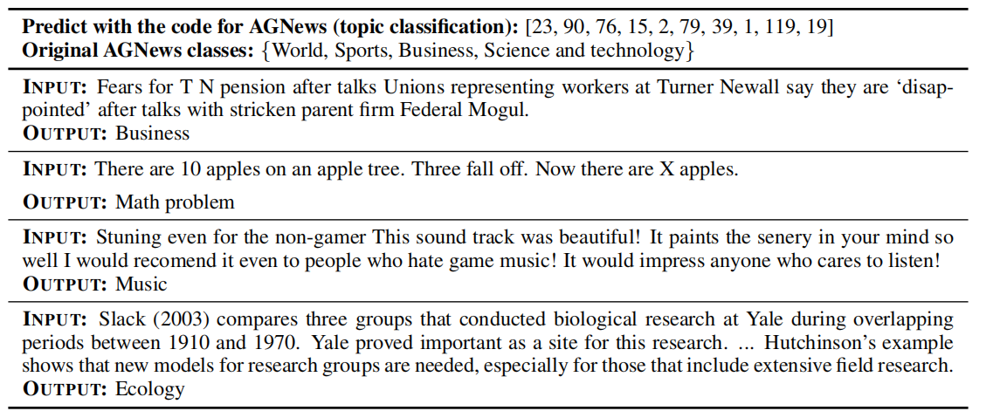 Predict with the code for AGNews (topic classification): [23, 90, 76, 15, 2, 79, 39, 1, 119, 19]
Original AGNews classes: {World, Sports, Business, Science and technology}
INPUT: Fears for T N pension after talks Unions representing workers at Turner Newall say they are ‘disap-
pointed’ after talks with stricken parent firm Federal Mogul.
OUTPUT: Business
INPUT: There are 10 apples on an apple tree. Three fall off. Now there are X apples.
OUTPUT: Math problem
INPUT: Stuning even for the non-gamer This sound track was beautiful! It paints the senery in your mind so
well I would recomend it even to people who hate game music! It would impress anyone who cares to listen!
OUTPUT: Music
INPUT: Slack (2003) compares three groups that conducted biological research at Yale during overlapping
periods between 1910 and 1970. Yale proved important as a site for this research. ... Hutchinson’s example
shows that new models for research groups are needed, especially for those that include extensive field research.
OUTPUT: Ecology